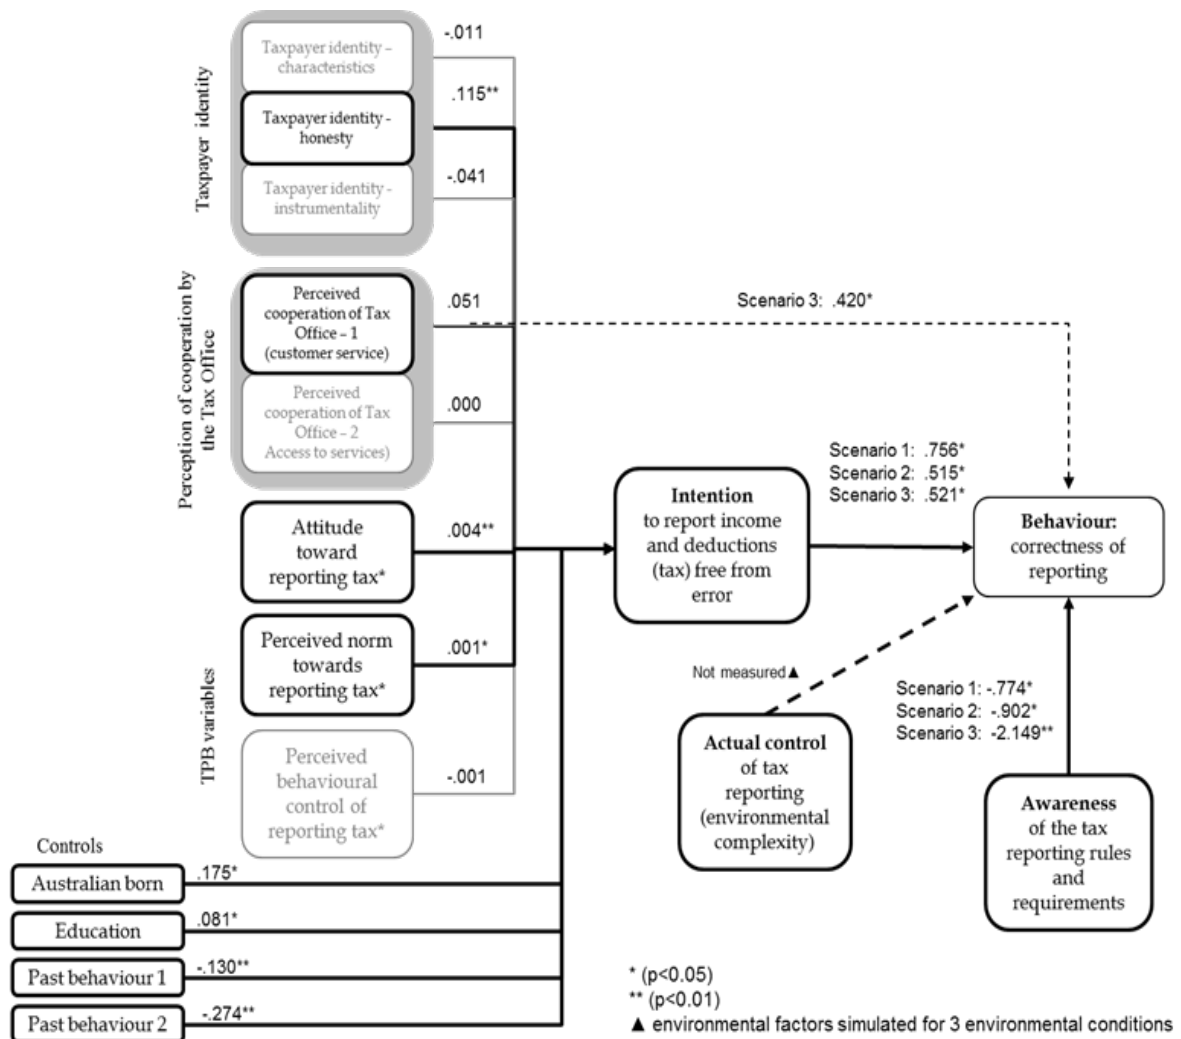 Taxpayer identity
Taxpayer identity –
characteristics
-.011
Taxpayer identity -
honesty
.115**
Taxpayer identity -
instrumentality
-.041
Perception of cooperation by
the Tax Office
Perceived
cooperation of Tax
Office – 1
(customer service)
.051
Scenario 3: .420*
Perceived
cooperation of Tax
Office – 2
Access to services)
.000
TPB variables
Attitude
toward
reporting tax*
.004**
Perceived norm
towards
reporting tax*
.001*
Perceived
behavioural
control of
reporting tax*
-.001
Intention
to report income
and deductions
(tax) free from
error
Scenario 1: .756*
Scenario 2: .515*
Scenario 3: .521*
Behaviour:
correctness of
reporting
Not measured▲
Actual control
of tax
reporting
(environmental
complexity)
Scenario 1: -.774*
Scenario 2: -.902*
Scenario 3: -2.149**
Awareness
of the tax
reporting rules
and
requirements
Controls
Australian born
.175*
Education
.081*
Past behaviour 1
-.130**
Past behaviour 2
-.274**
* (p<0.05)
** (p<0.01)
▲ environmental factors simulated for 3 environmental conditions